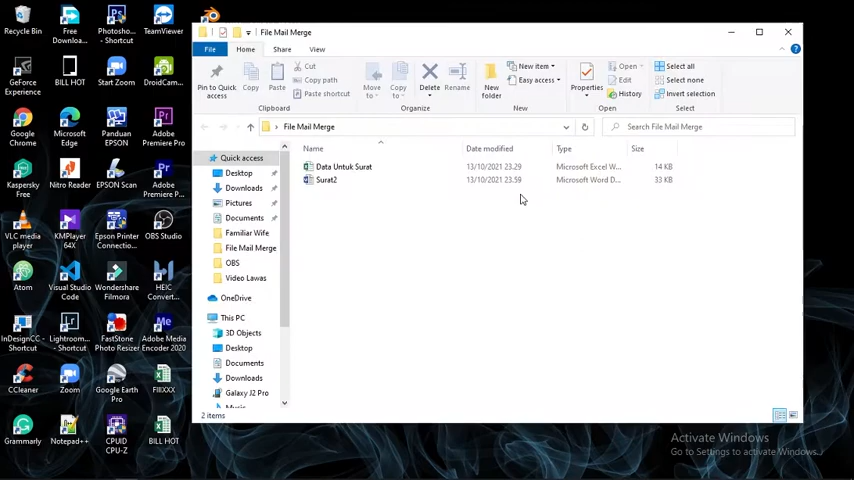 File Mail Merge
File
Home
Share
View
Pin to Quick
access
Copy
Paste
Cut
Copy path
Paste shortcut
Clipboard
Move
to
Copy
to
Delete
Rename
Organize
New
folder
New item
Easy access
New
Properties
Open
Edit
History
Open
Select all
Select none
Invert selection
Select
File Mail Merge
Search File Mail Merge
Name
Date modified
Type
Size
Data Untuk Surat
13/10/2021 23.29
Microsoft Excel W...
14 KB
Surat2
13/10/2021 23.59
Microsoft Word D...
33 KB
Quick access
Desktop
Downloads
Pictures
Documents
Familiar Wife
File Mail Merge
OBS
Video Lawas
OneDrive
This PC
3D Objects
Desktop
Documents
Downloads
Galaxy J2 Pro
Music
2 items
Recycle Bin
Free
Downloa...
Photosho...
- Shortcut
TeamViewer
GeForce
Experience
BILL HOT
Start Zoom
DroidCam...
Google
Chrome
Microsoft
Edge
Panduan
EPSON
Adobe
Premiere Pro
Kaspersky
Free
Nitro Reader
EPSON Scan
Adobe
Premiere P...
VLC media
player
KMPlayer
64X
Epson Printer
Connectio...
OBS Studio
Atom
Visual Studio
Code
Wondershare
Filmora
HEIC
Convert...
InDesignCC -
Shortcut
Lightroom...
- Shortcut
FastStone
Photo Resizer
Adobe Media
Encoder 2020
CCleaner
Zoom
Google Earth
Pro
FIIIXXX
Grammarly
Notepad++
CPUID
CPU-Z
BILL HOT
Activate Windows
Go to Settings to activate Windows.